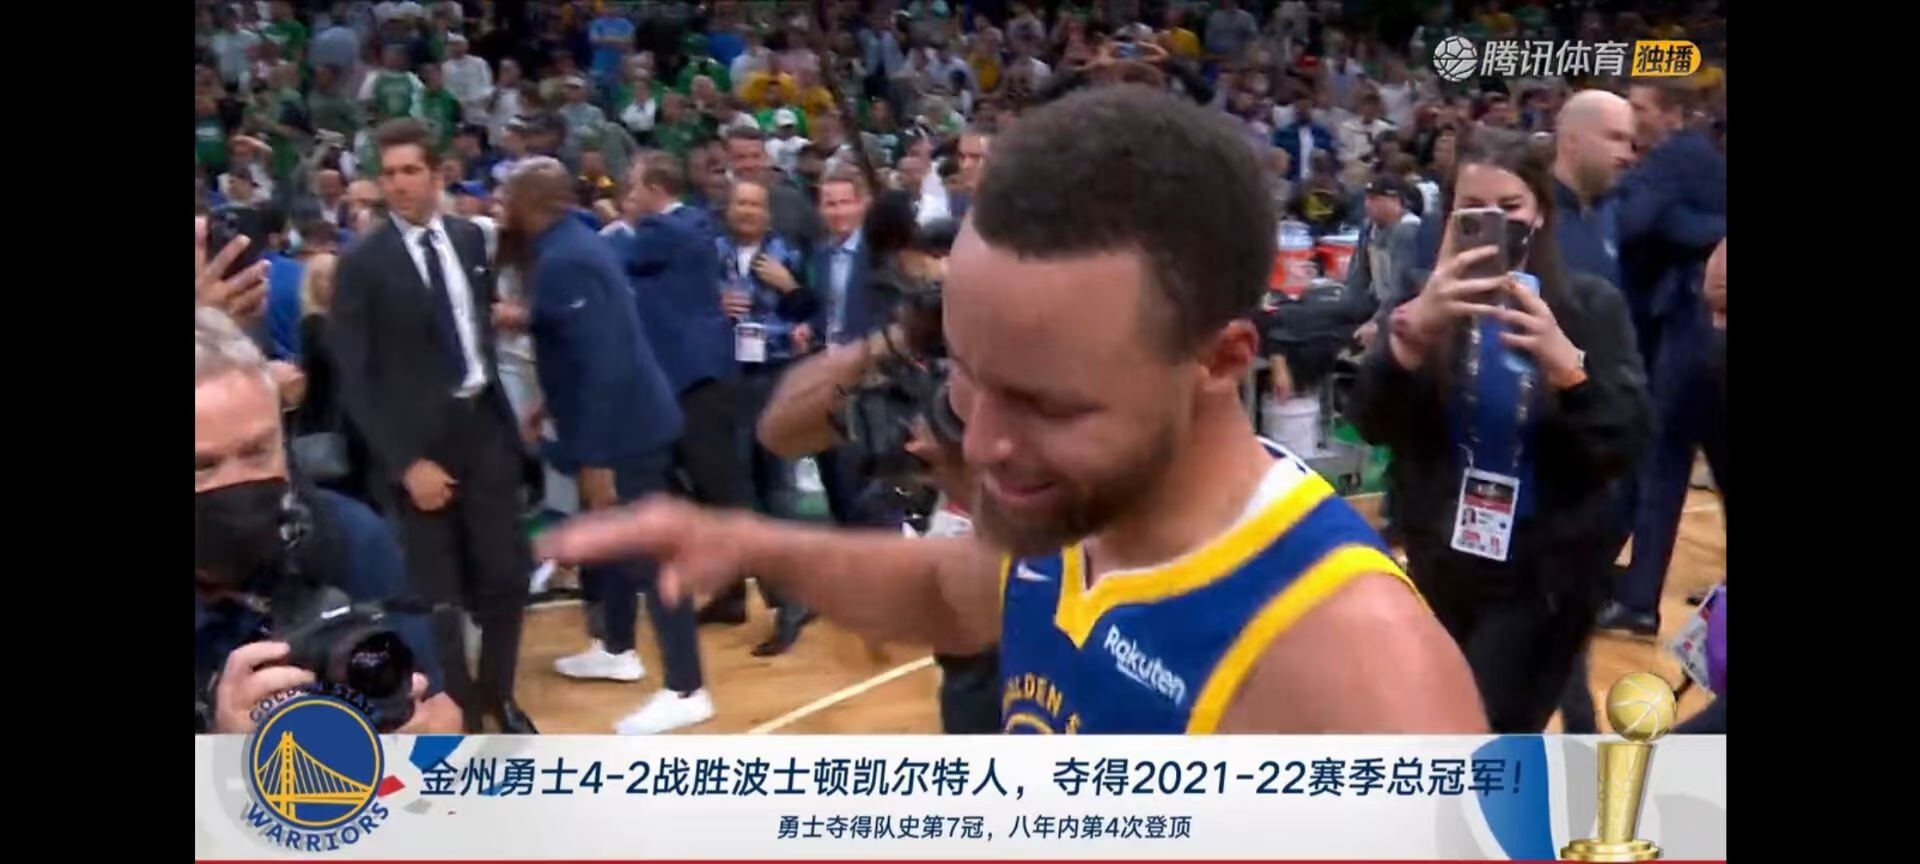 腾讯体育 独播
Rakuten
GOLDEN STATE
WARRIORS
金州勇士4-2战胜波士顿凯尔特人，夺得2021-22赛季总冠军！
勇士夺得队史第7冠，八年内第4次登顶